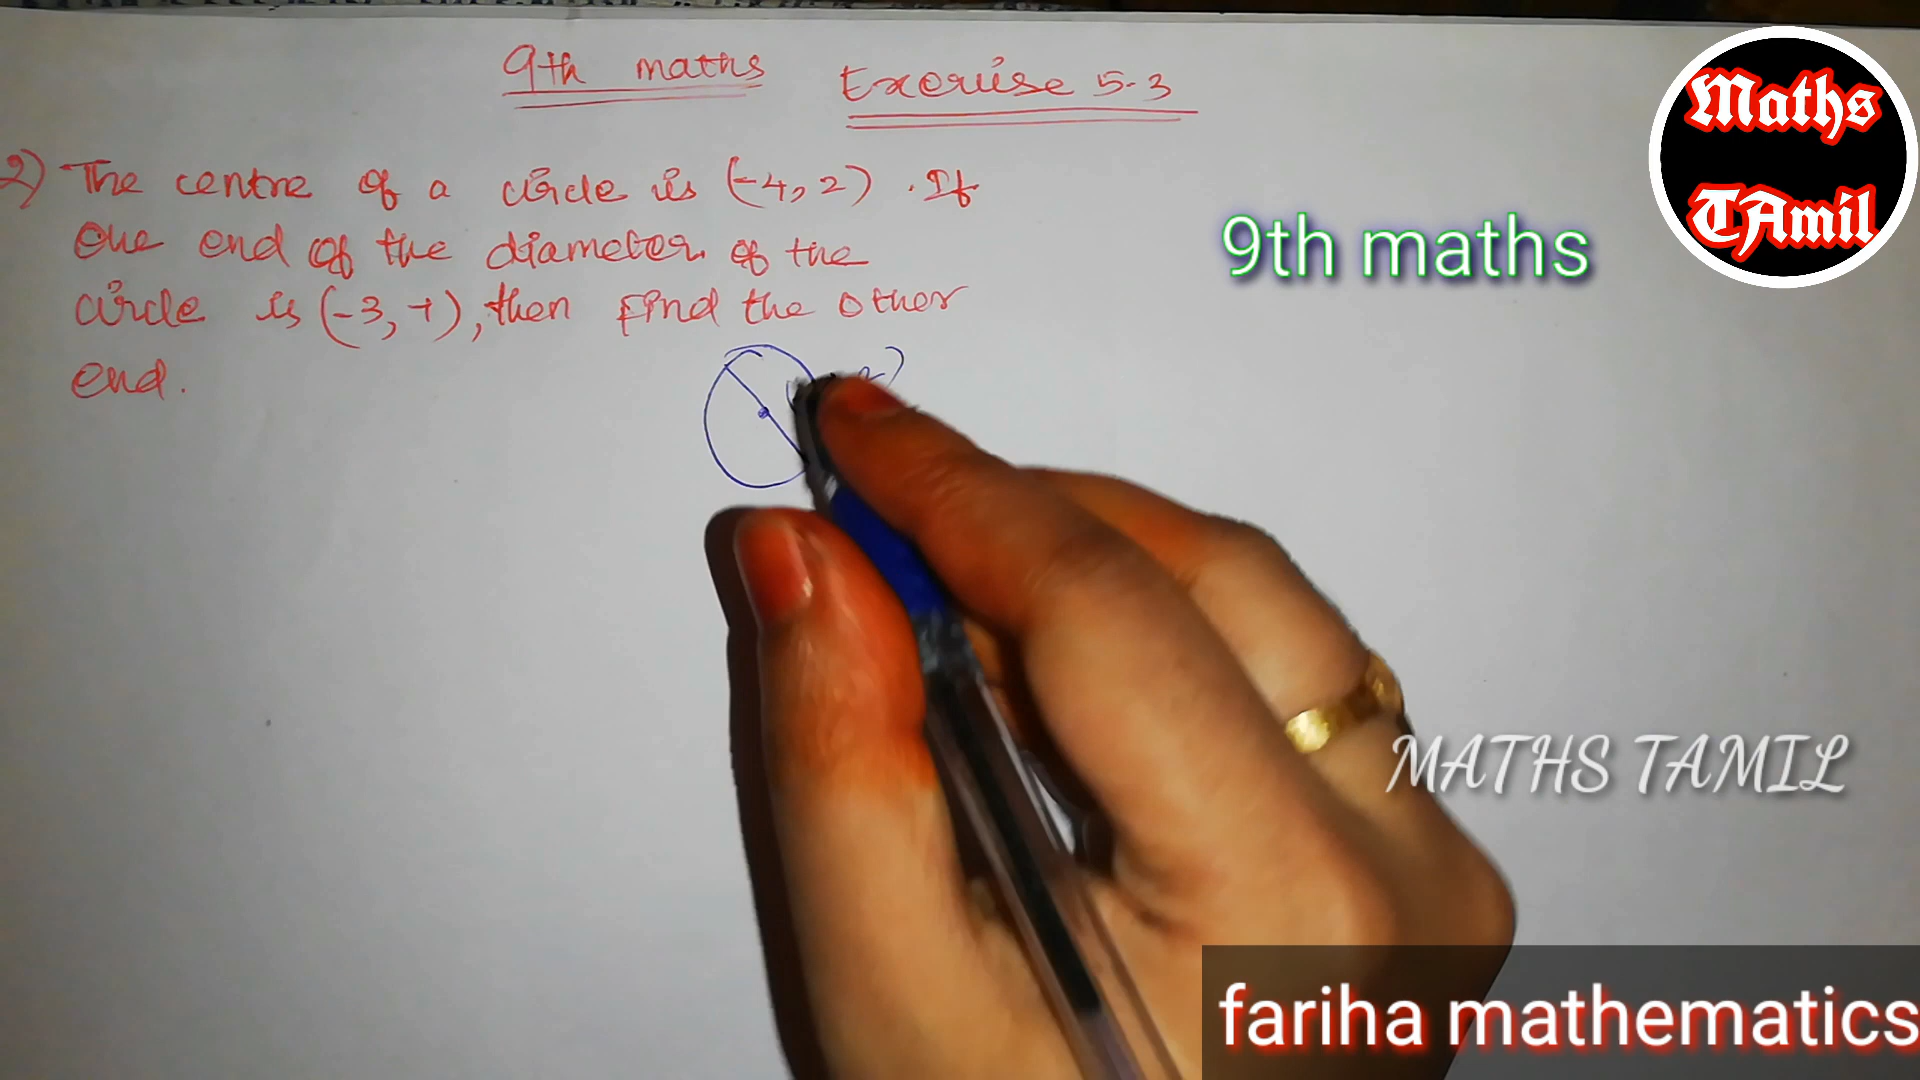 9th maths Exercise 5.3
2) The centre of a circle is (-4, 2). If
one end of the diameter of the
circle is (-3, 7), then find the other
end.
Maths
TAmil
9th maths
MATHS TAMIL
fariha mathematics